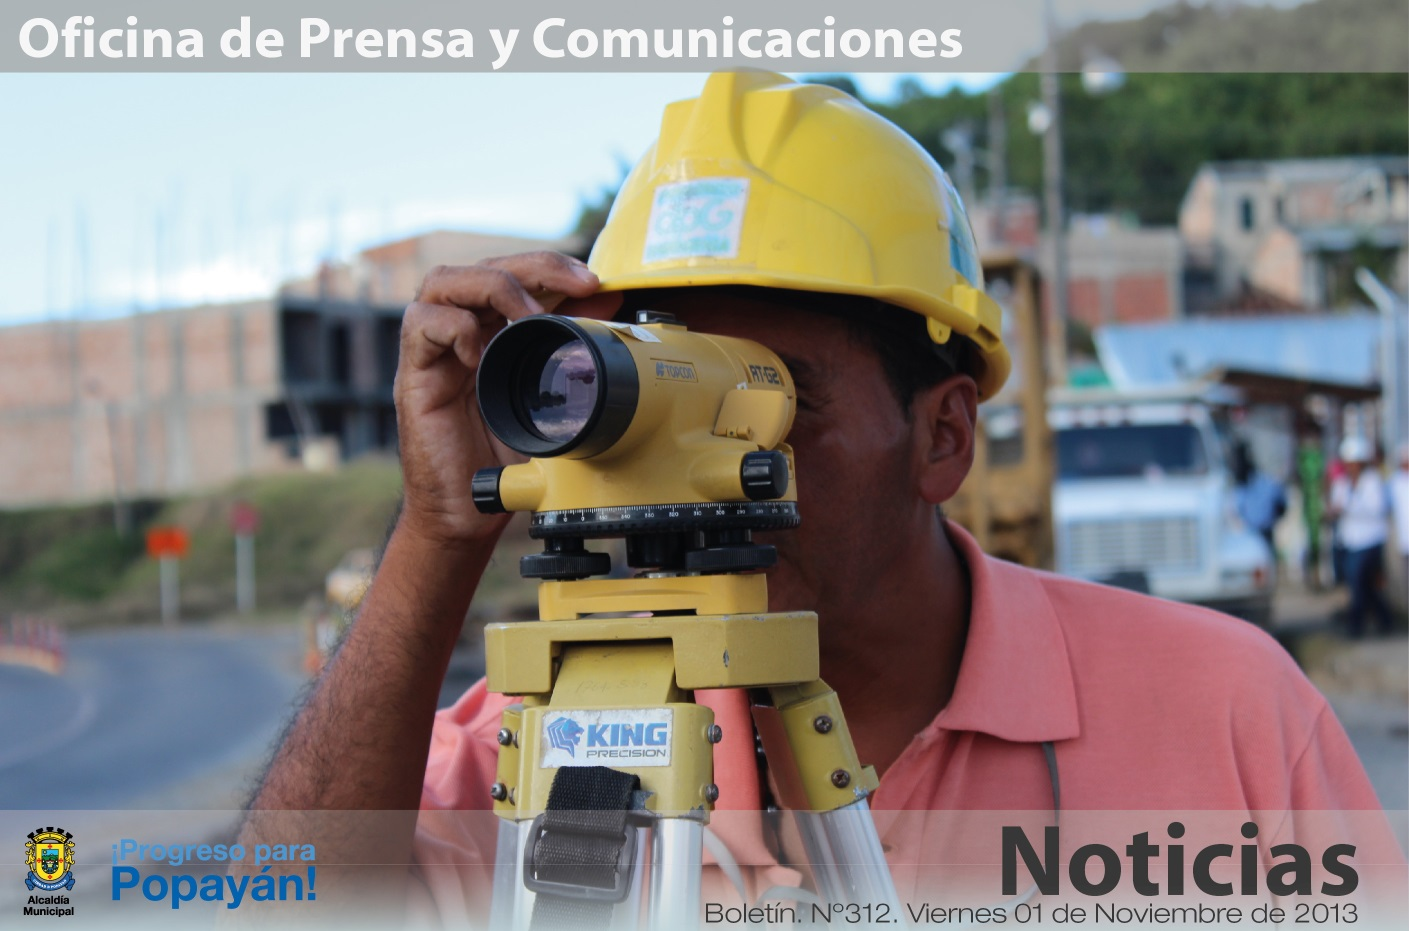 Oficina de Prensa y Comunicaciones
TOPCON
AT-G2
KING
PRECISION
Alcaldía
Municipal
¡Progreso para
Popayán!
Noticias
Boletín. Nº312. Viernes 01 de Noviembre de 2013